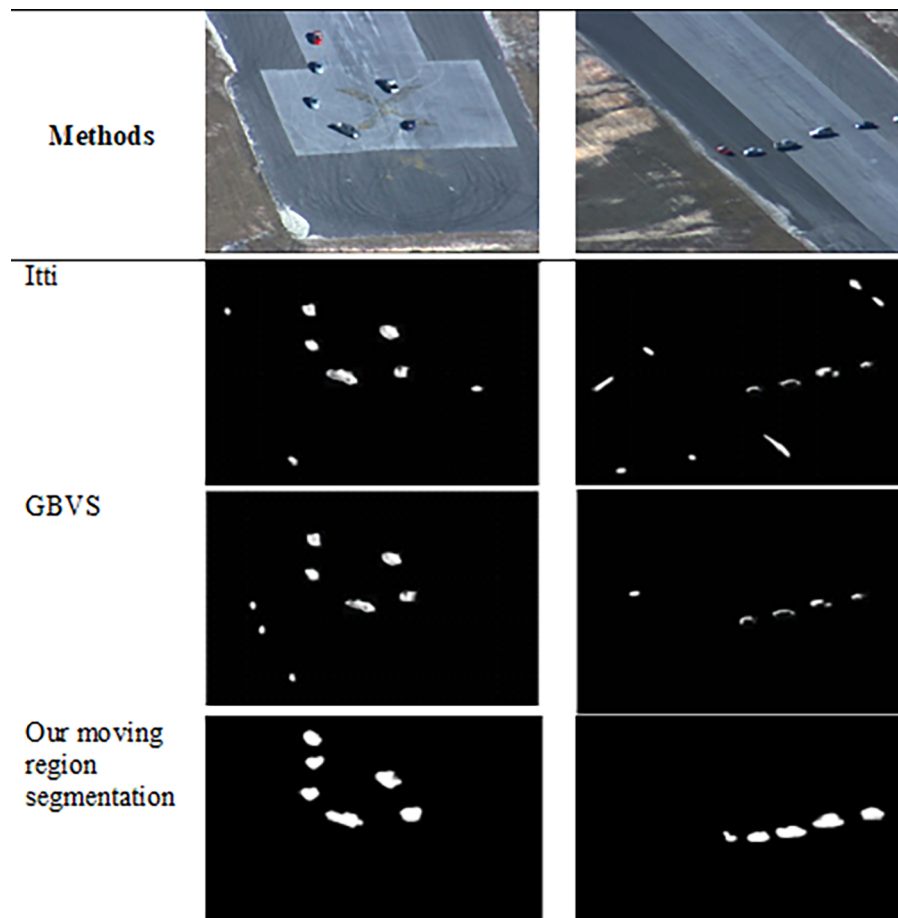 Methods
Itti
GBVS
Our moving
region
segmentation